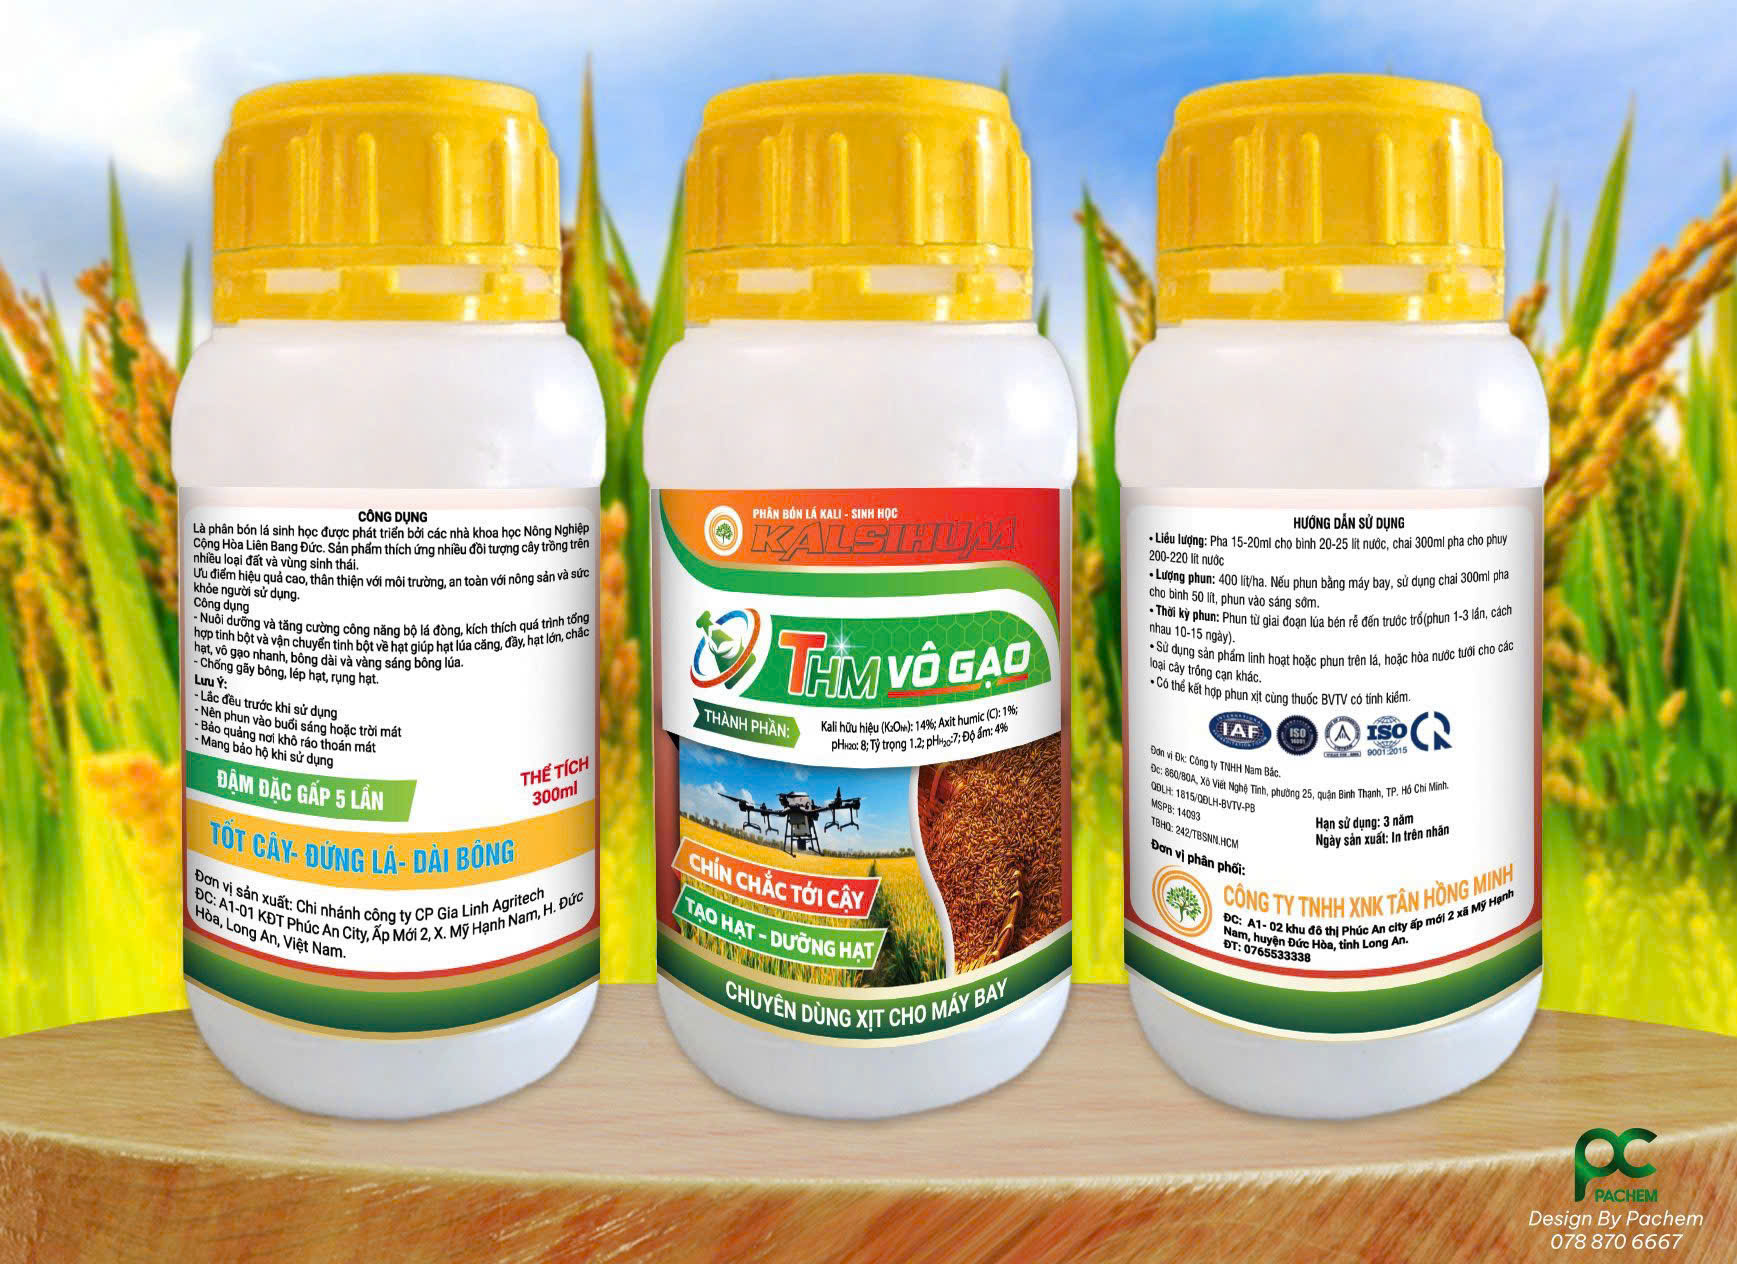 CÔNG DỤNG
Là phân bón lá sinh học được phát triển bởi các nhà khoa học Nông Nghiệp
Cộng Hòa Liên Bang Đức. Sản phẩm thích ứng nhiều đồi tượng cây trồng trên
nhiều loại đất và vùng sinh thái.
Ưu điểm hiệu quả cao, thân thiện với môi trường, an toàn với nông sản và sức
khỏe người sử dụng.
Công dụng
- Nuôi dưỡng và tăng cường công năng bộ lá đòng, kích thích quá trình tổng
hợp tinh bột và vận chuyển tinh bột về hạt giúp hạt lúa căng, đầy, hạt lớn, chắc
hạt, vô gạo nhanh, bông dài và vàng sáng bông lúa.
- Chống gãy bông, lép hạt, rụng hạt.
Lưu Ý:
- Lắc đều trước khi sử dụng
- Nên phun vào buổi sáng hoặc trời mát
- Bảo quảng nơi khô ráo thoán mát
- Mang bảo hộ khi sử dụng
ĐẬM ĐẶC GẤP 5 LẦN
THỂ TÍCH
300ml
TỐT CÂY- ĐỨNG LÁ- DÀI BÔNG
Đơn vị sản xuất: Chi nhánh công ty CP Gia Linh Agritech
ĐC: A1-01 KĐT Phúc An City, Ấp Mới 2, X. Mỹ Hạnh Nam, H. Đức
Hòa, Long An, Việt Nam.
PHÂN BÓN LÁ KALI - SINH HỌC
KALSIHUM
THM VÔ GẠO
THÀNH PHẦN:
Kali hữu hiệu (K₂Oₕₕ): 14%; Axit humic (C): 1%;
pHH₂O: 8; Tỷ trọng 1.2; pHH₂O-7; Độ ẩm: 4%
CHÍN CHẮC TỚI CẬY
TẠO HẠT - DƯỠNG HẠT
CHUYÊN DÙNG XỊT CHO MÁY BAY
HƯỚNG DẪN SỬ DỤNG
• Liều lượng: Pha 15-20ml cho bình 20-25 lít nước, chai 300ml pha cho phuy
200-220 lít nước
• Lượng phun: 400 lít/ha. Nếu phun bằng máy bay, sử dụng chai 300ml pha
cho bình 50 lít, phun vào sáng sớm.
• Thời kỳ phun: Phun từ giai đoạn lúa bén rễ đến trước trổ(phun 1-3 lần, cách
nhau 10-15 ngày).
• Sử dụng sản phẩm linh hoạt hoặc phun trên lá, hoặc hòa nước tưới cho các
loại cây trồng cạn khác.
• Có thể kết hợp phun xịt cùng thuốc BVTV có tính kiềm.
IAF
ISO
ISO
9001:2015
Đơn vị Đk: Công ty TNHH Nam Bắc.
Đc: 860/80A, Xô Viết Nghệ Tĩnh, phường 25, quận Bình Thạnh, TP. Hồ Chí Minh.
QĐLH: 1815/QĐLH-BVTV-PB
MSPB: 14093
TBHQ: 242/TBSNN.HCM
Hạn sử dụng: 3 năm
Ngày sản xuất: In trên nhãn
Đơn vị phân phối:
CÔNG TY TNHH XNK TÂN HỒNG MINH
ĐC: A1- 02 khu đô thị Phúc An city ấp mới 2 xã Mỹ Hạnh
Nam, huyện Đức Hòa, tỉnh Long An.
ĐT: 0765533338
PACHEM
Design By Pachem
078 870 6667